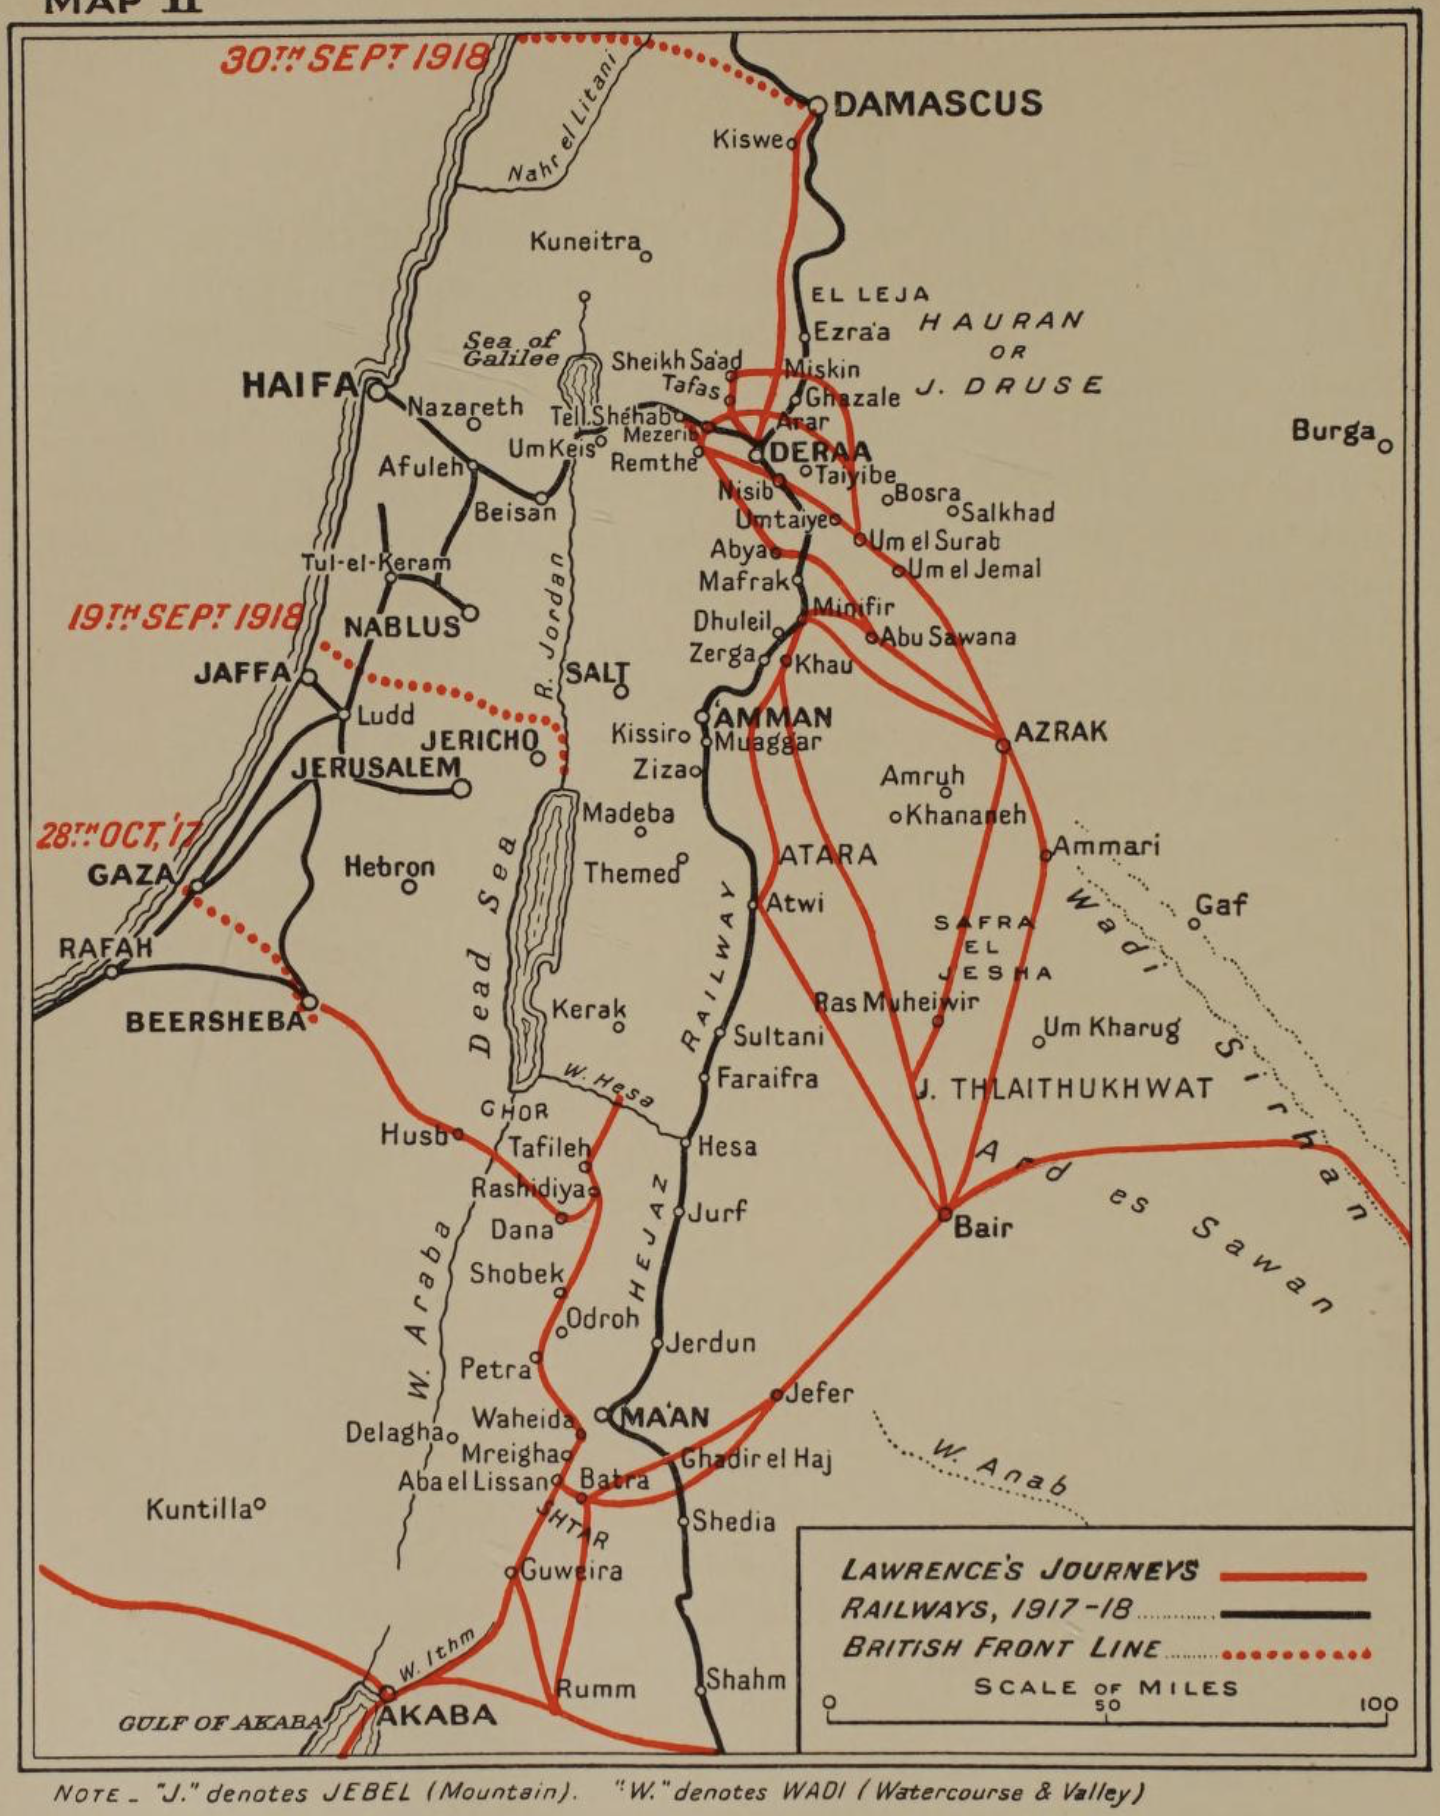 MAP II
30TH SEPT 1918
Nahr el Litani
DAMASCUS
Kiswe
Kuneitra
EL LEJA
Ezra'a
HAURAN
OR
J. DRUSE
Sea of
Galilee
Sheikh Sa'ad
Miskin
Tafas
Ghazale
HAIFA
Nazareth
Tell Shehab
Arar
Mezerib
Um Keis
DERAA
Burga
Afuleh
Remthe
Taiyibe
Nisib
Bosra
Beisan
Salkhad
Umtaiye
Um el Surab
Abya
Tul-el-Keram
Um el Jemal
Mafrak
R. Jordan
19TH SEPT 1918
NABLUS
Minifir
Dhuleil
Abu Sawana
Zerga
Khau
JAFFA
SALT
Ludd
AMMAN
AZRAK
JERICHO
Kissir
Muaggar
JERUSALEM
Ziza
Amruh
Madeba
Khananeh
28TH OCT, '17
GAZA
Hebron
Themed
ATARA
Ammari
Dead Sea
RAILWAY
Atwi
Wadi Sirhan
Gaf
SAFRA
EL
JESHA
RAFAH
BEERSHEBA
Kerak
Ras Muheiwir
Sultani
Um Kharug
W. Hesa
Faraifra
J. THLAITHUKHWAT
GHOR
Husb
Tafileh
Hesa
Ard es Sawan
Rashidiya
Dana
Jurf
Bair
HEJAZ
W. Araba
Shobek
Odroh
Petra
Jerdun
Jefer
Waheida
MA'AN
Delagha
Mreigha
Ghadir el Haj
W. Anab
Aba el Lissan
Batra
Kuntilla
SHTAR
Shedia
Guweira
W. Ithm
Rumm
Shahm
GULF OF AKABA
AKABA
LAWRENCE'S JOURNEYS
RAILWAYS, 1917-18
BRITISH FRONT LINE
SCALE OF MILES
0 50 100
NOTE - "J." denotes JEBEL (Mountain). "W." denotes WADI (Watercourse & Valley)